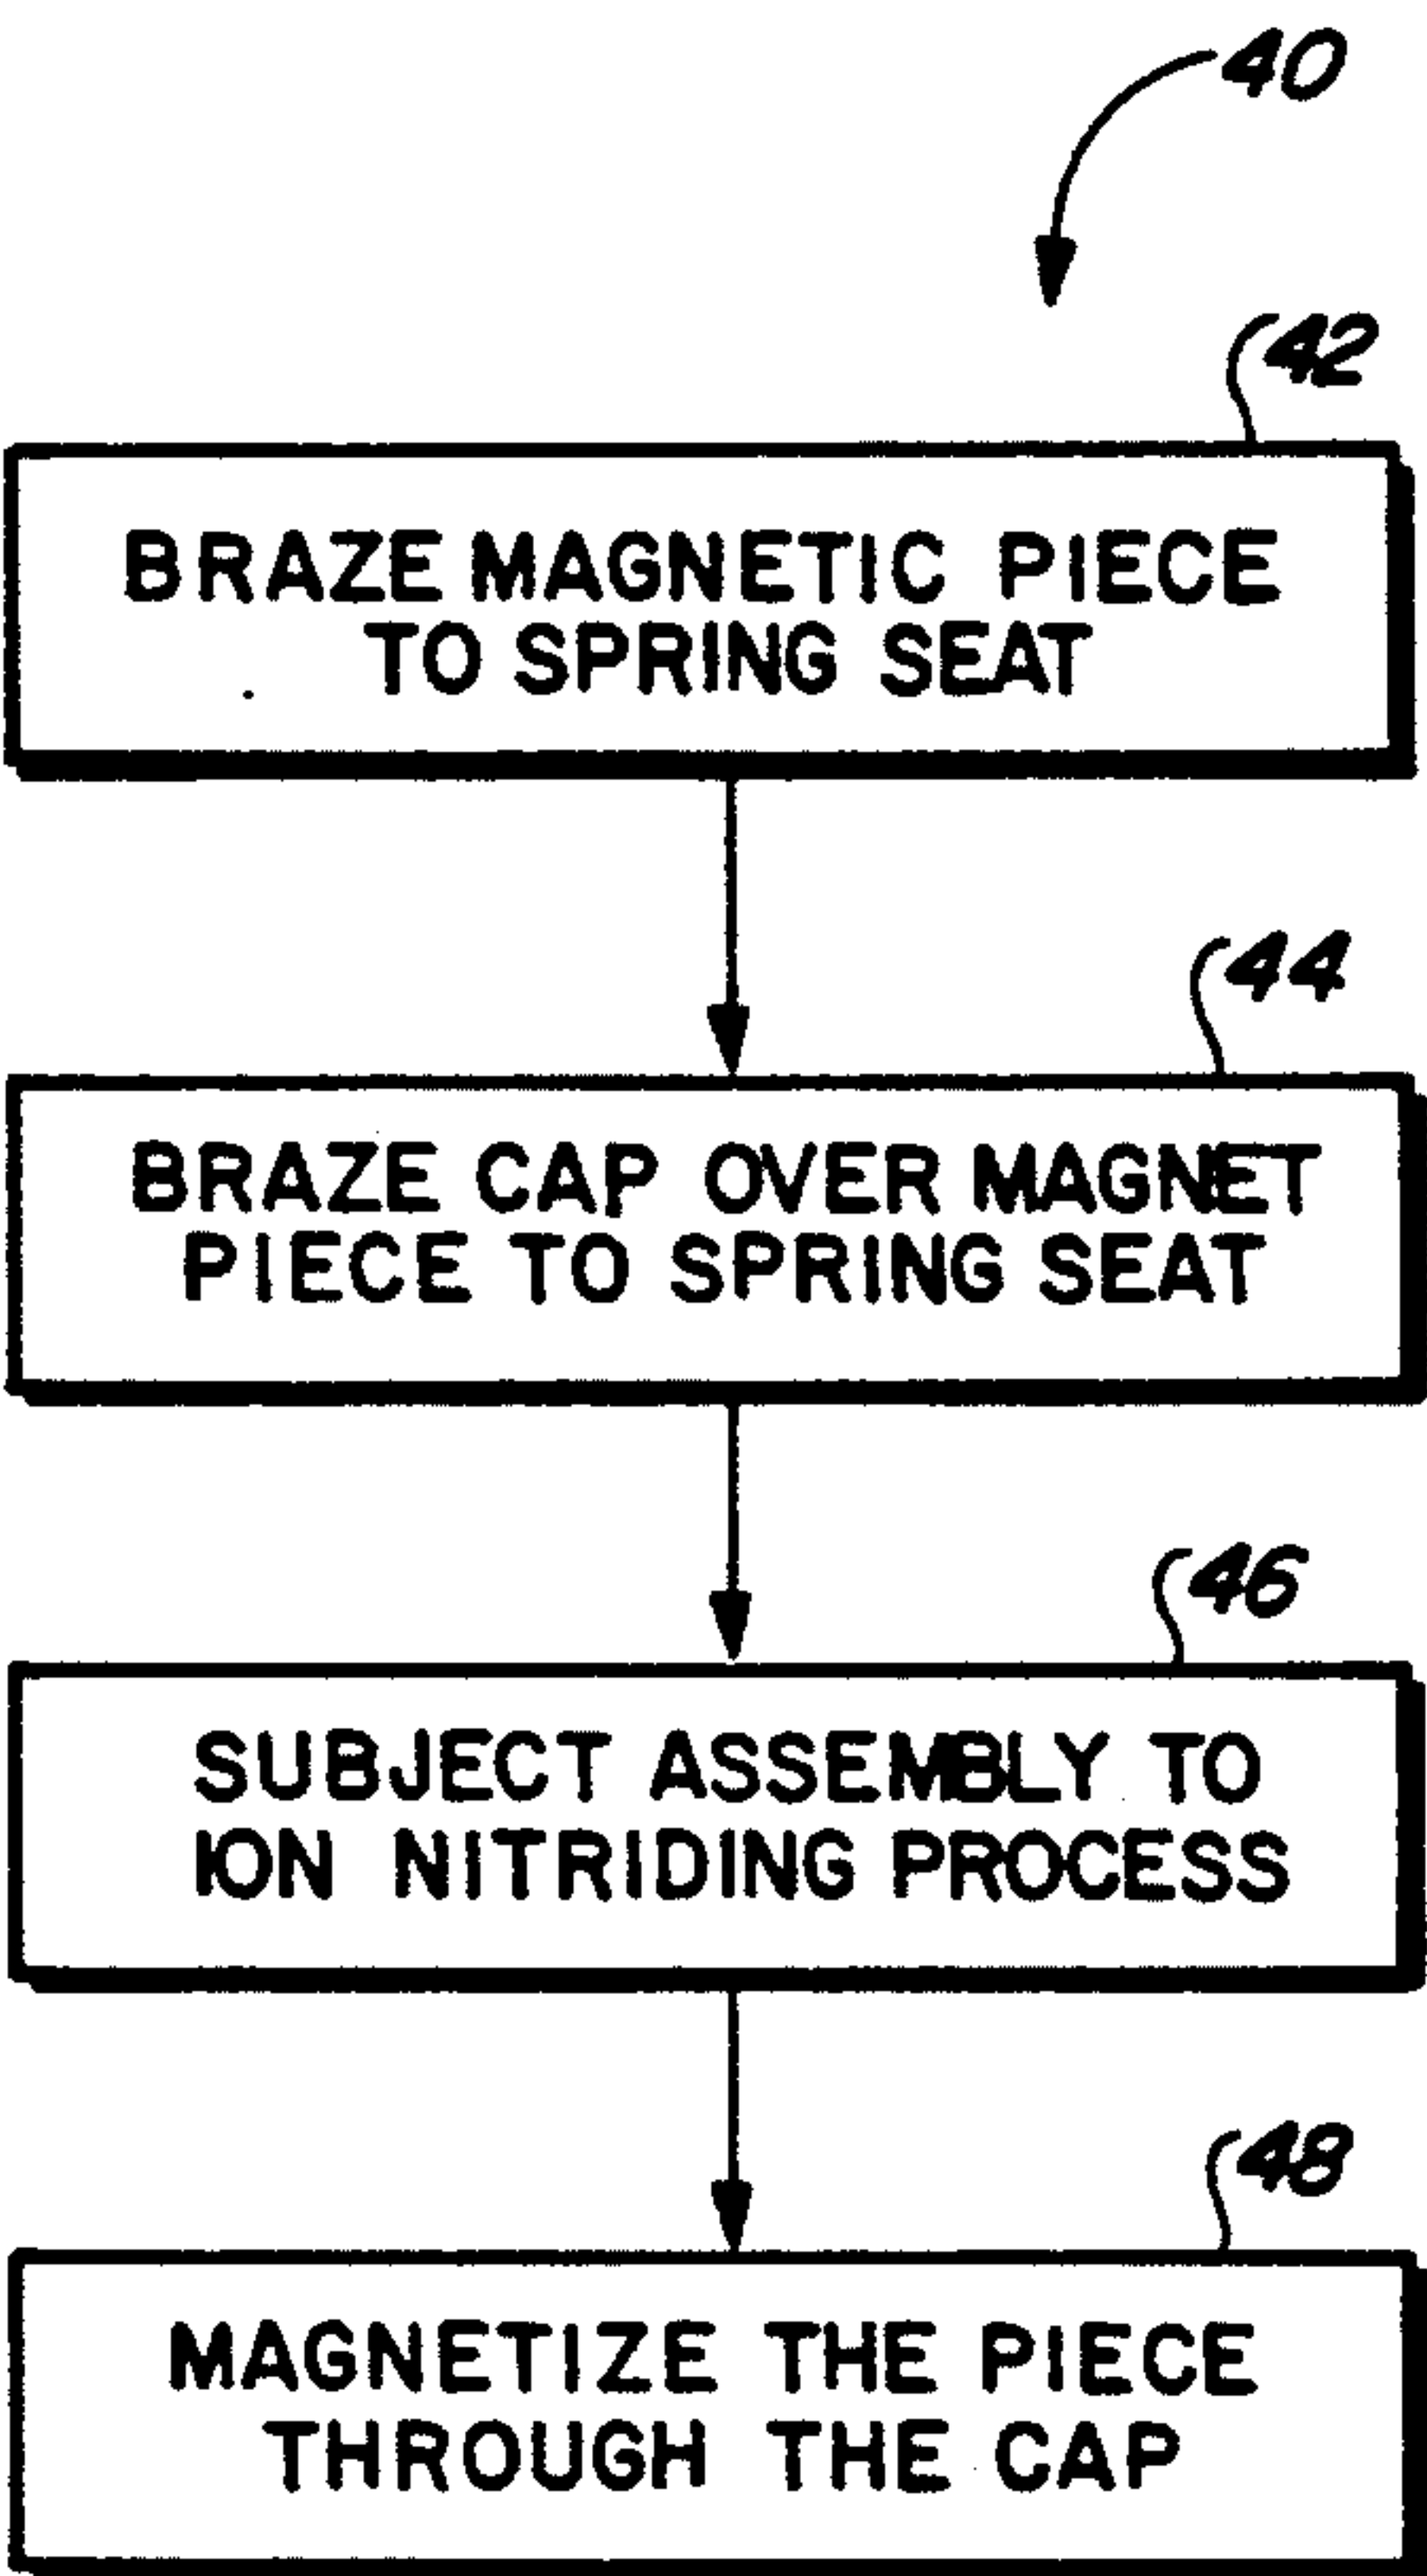 40
42
BRAZE MAGNETIC PIECE
TO SPRING SEAT
44
BRAZE CAP OVER MAGNET
PIECE TO SPRING SEAT
46
SUBJECT ASSEMBLY TO
ION NITRIDING PROCESS
48
MAGNETIZE THE PIECE
THROUGH THE CAP